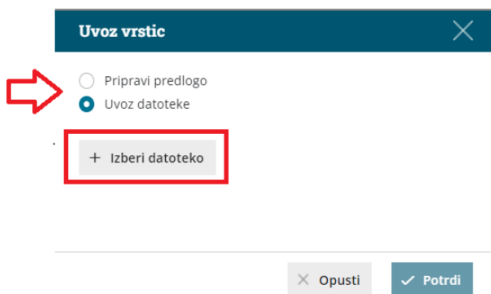 Uvoz vrstic
Pripravi predlogo
Uvoz datoteke
+ Izberi datoteko
Opusti
Potrdi